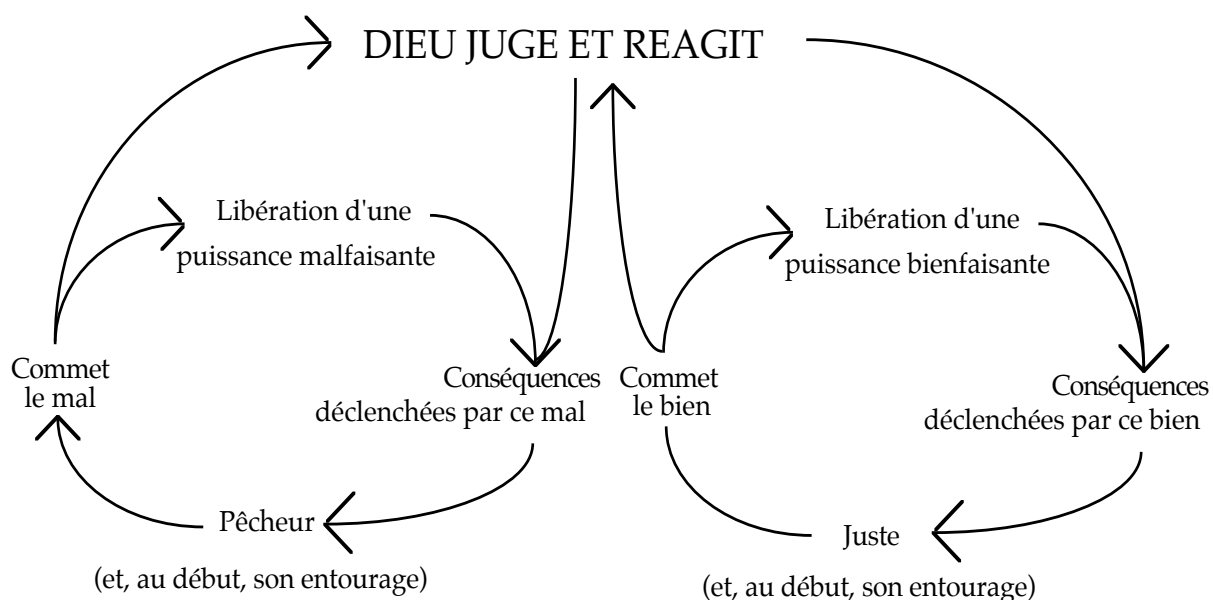 DIEU JUGE ET REAGIT
Libération d'une
puissance malfaisante
Libération d'une
puissance bienfaisante
Commet
le mal
Conséquences
déclenchées par ce mal
Commet
le bien
Conséquences
déclenchées par ce bien
Pêcheur
(et, au début, son entourage)
Juste
(et, au début, son entourage)